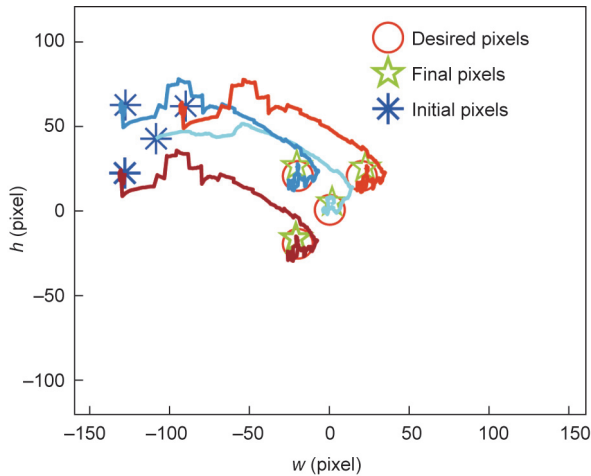 100
50
0
−50
−100
h (pixel)
Desired pixels
Final pixels
Initial pixels
−150
−100
−50
0
50
100
150
w (pixel)